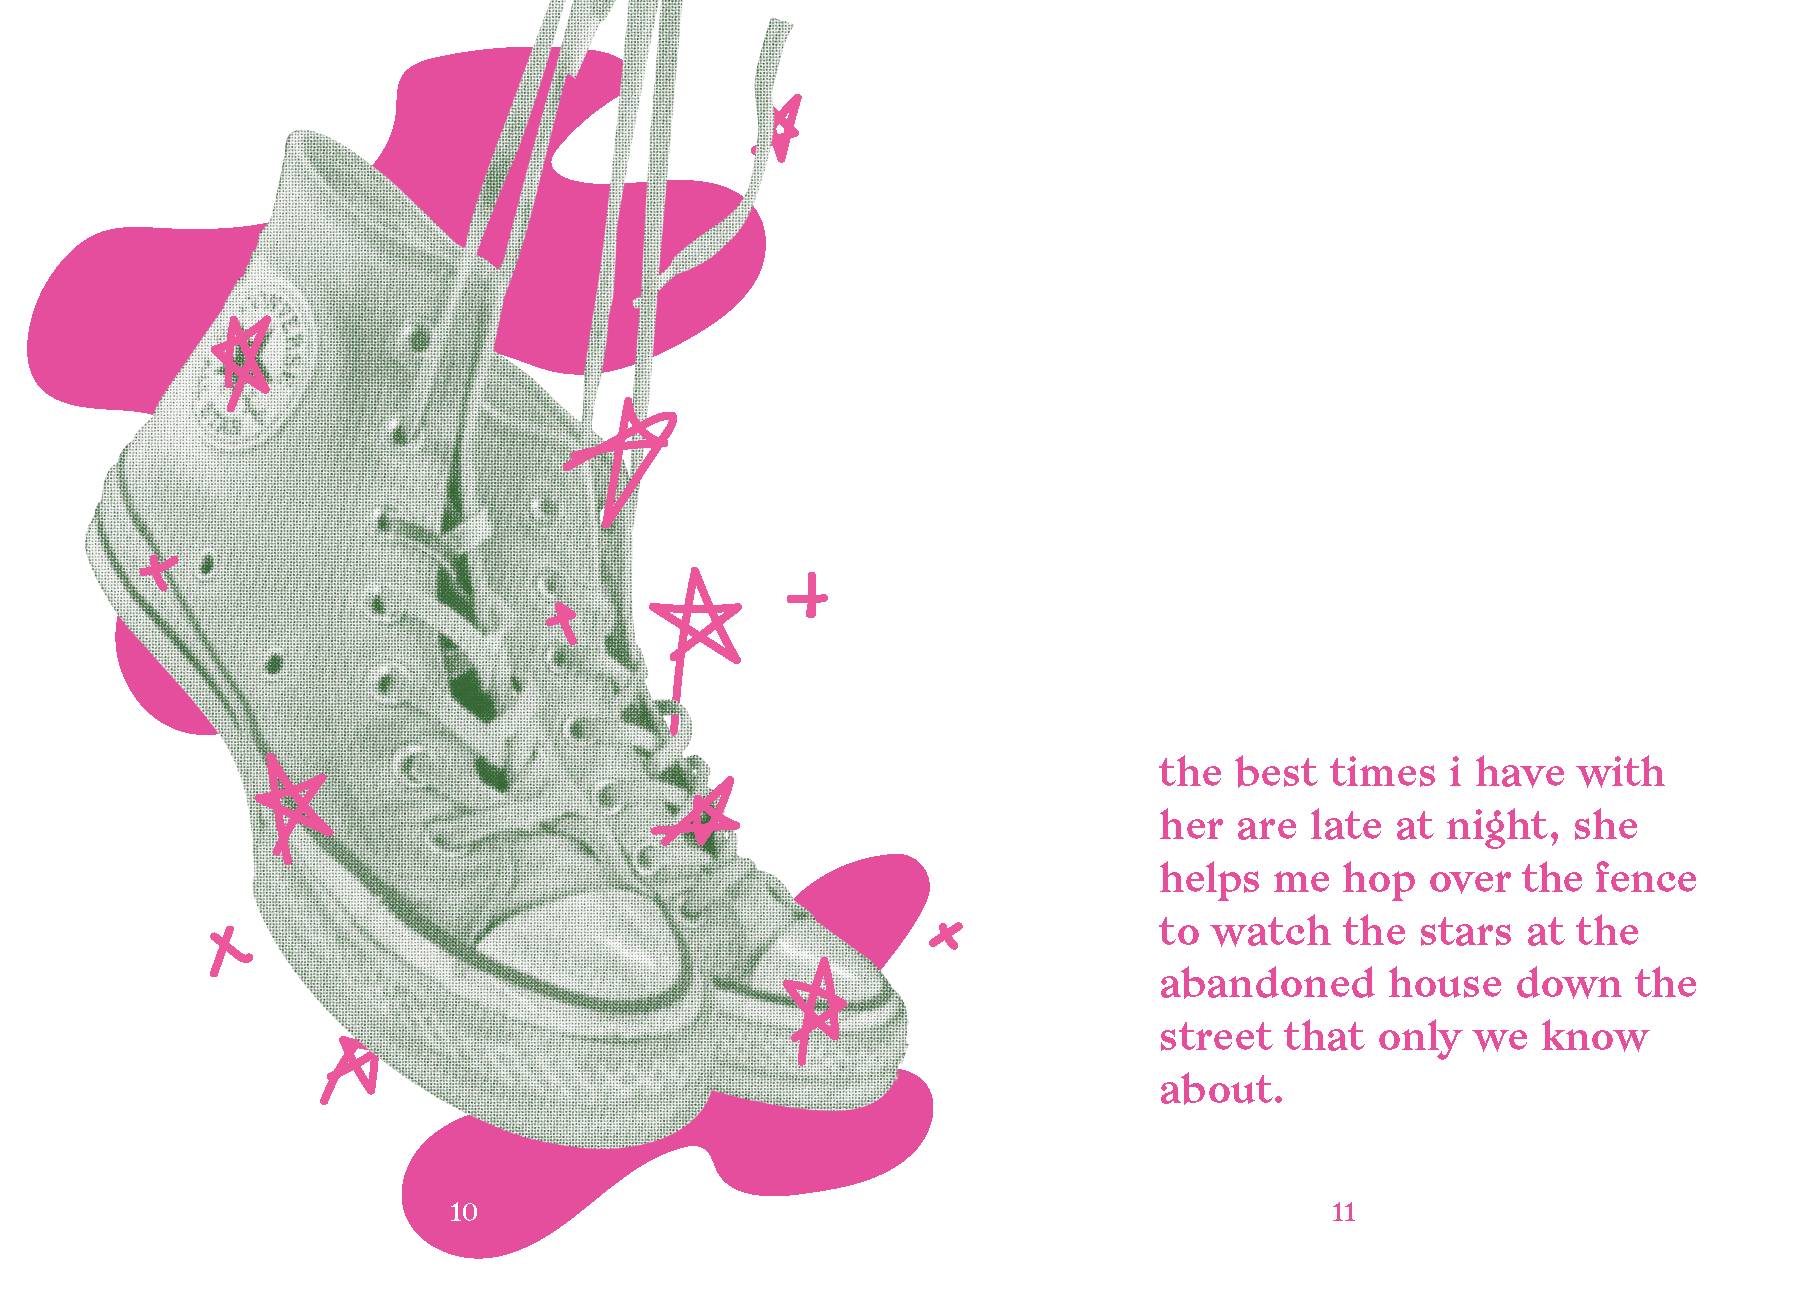 10
the best times i have with
her are late at night, she
helps me hop over the fence
to watch the stars at the
abandoned house down the
street that only we know
about.
11